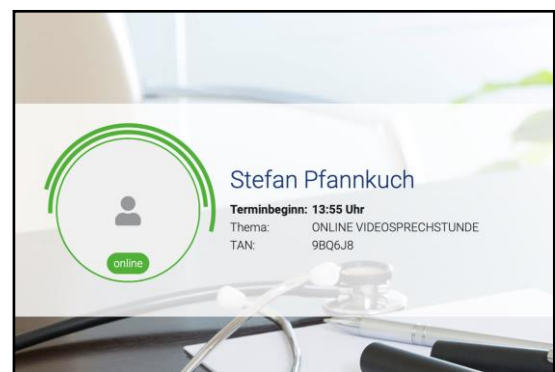 Stefan Pfannkuch
Terminbeginn: 13:55 Uhr
Thema: ONLINE VIDEOSPRECHSTUNDE
TAN: 9BQ6J8
online